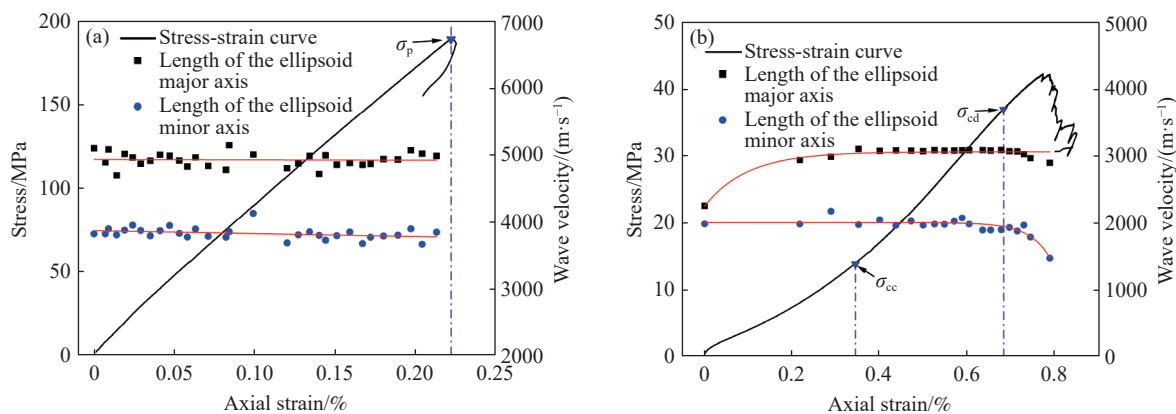 (a)
Stress-strain curve
Length of the ellipsoid
major axis
Length of the ellipsoid
minor axis
σp
Stress/MPa
200
150
100
50
0
Wave velocity/(m·s⁻¹)
7000
6000
5000
4000
3000
2000
0 0.05 0.10 0.15 0.20 0.25
Axial strain/%
(b)
Stress-strain curve
Length of the ellipsoid
major axis
Length of the ellipsoid
minor axis
σcd
σcc
Stress/MPa
50
40
30
20
10
0
Wave velocity/(m·s⁻¹)
5000
4000
3000
2000
1000
0
0 0.2 0.4 0.6 0.8
Axial strain/%